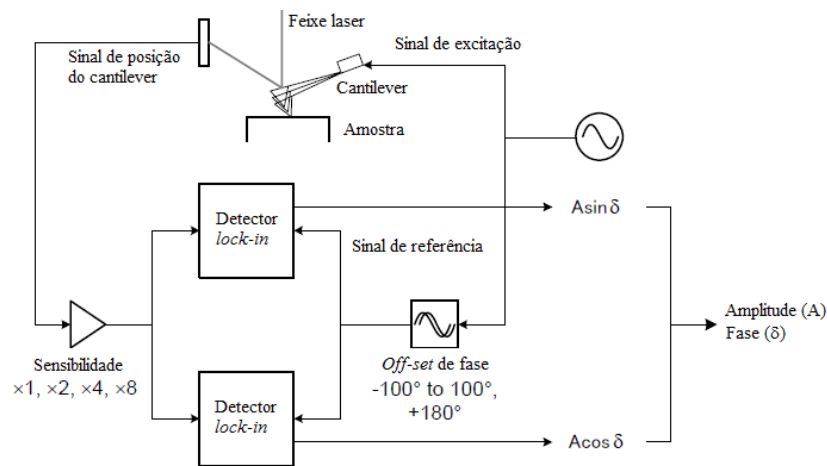 Feixe laser
Sinal de posição
do cantilever
Sinal de excitação
Cantilever
Amostra
Detector
lock-in
Asin δ
Sinal de referência
Amplitude (A)
Fase (δ)
Sensibilidade
×1, ×2, ×4, ×8
Off-set de fase
-100° to 100°,
+180°
Detector
lock-in
Acos δ